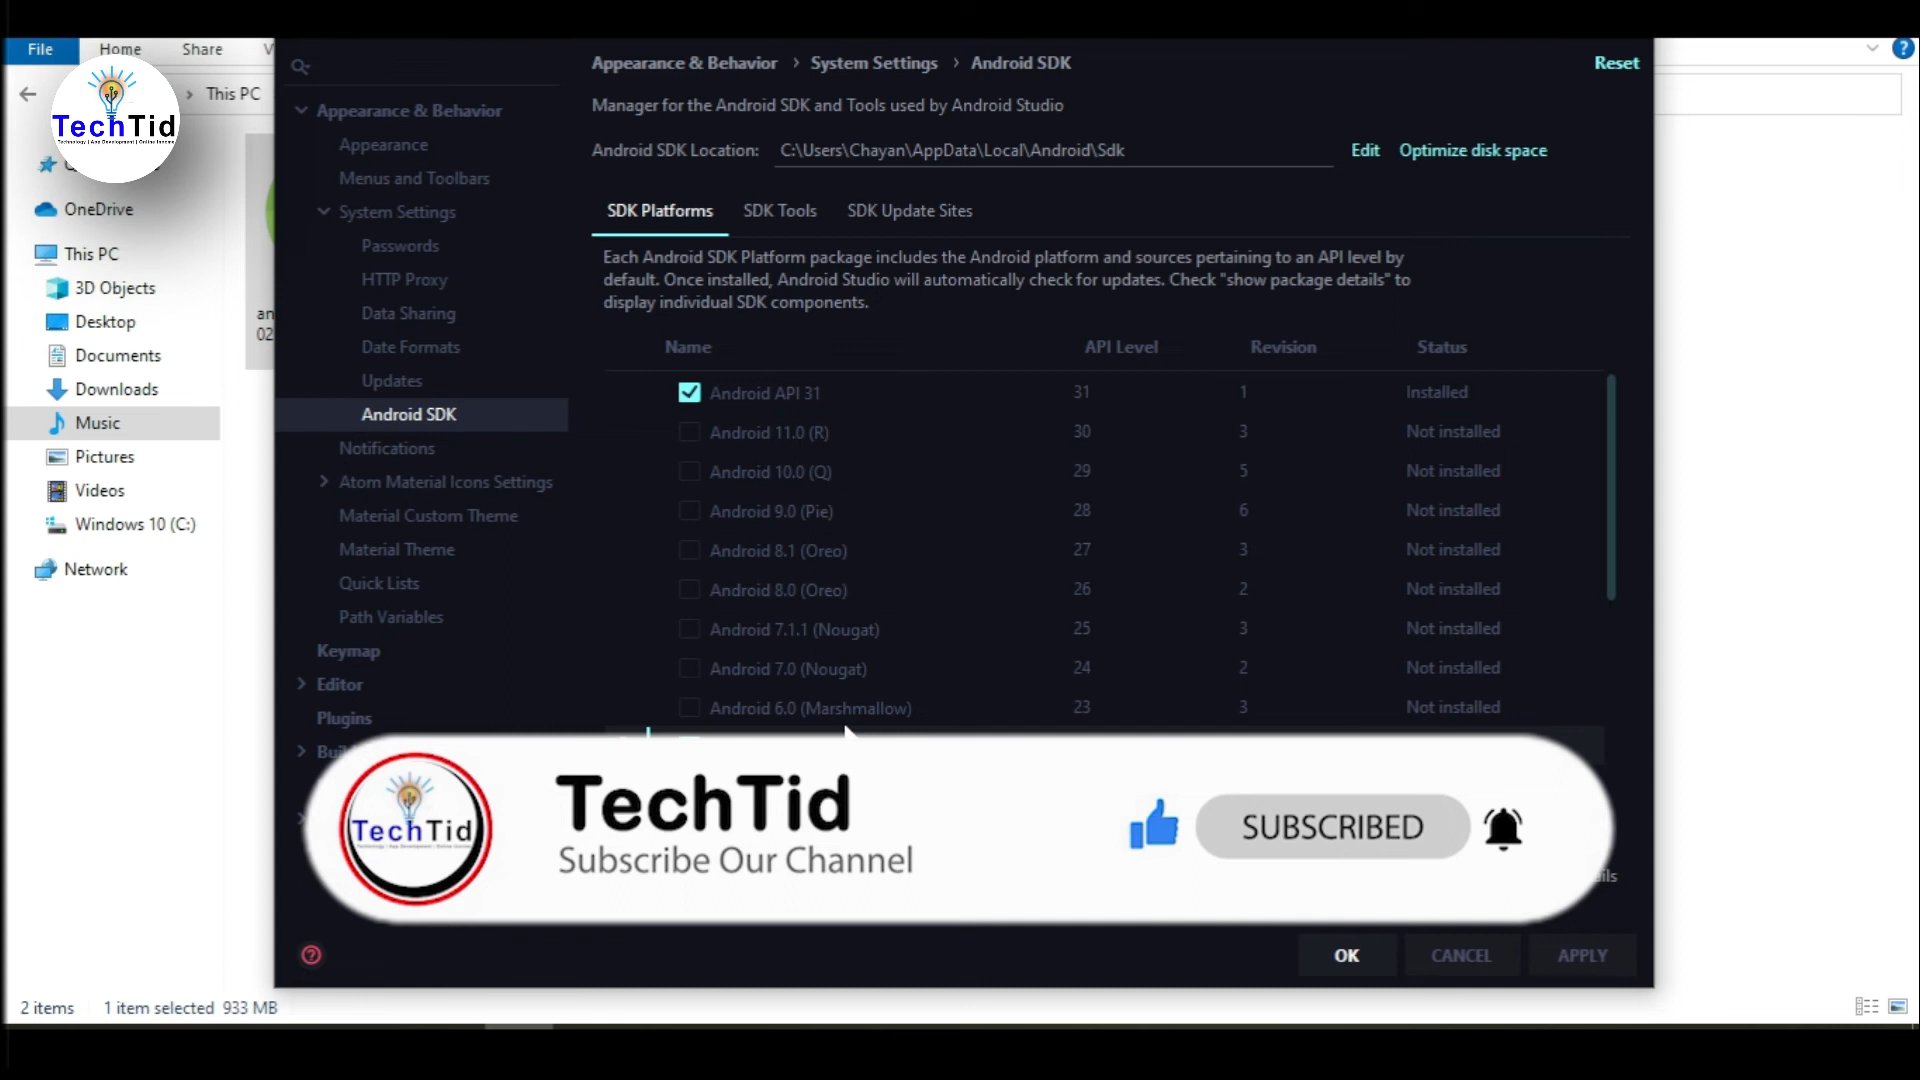 File Home Share
This PC
TechTid
Technology | App Development | Online Income
OneDrive
This PC
3D Objects
Desktop
Documents
Downloads
Music
Pictures
Videos
Windows 10 (C:)
Network
an
02
Appearance & Behavior
Appearance
Menus and Toolbars
System Settings
Passwords
HTTP Proxy
Data Sharing
Date Formats
Updates
Android SDK
Notifications
Atom Material Icons Settings
Material Custom Theme
Material Theme
Quick Lists
Path Variables
Keymap
Editor
Plugins
Appearance & Behavior › System Settings › Android SDK Reset
Manager for the Android SDK and Tools used by Android Studio
Android SDK Location: C:\Users\Chayan\AppData\Local\Android\Sdk Edit Optimize disk space
SDK Platforms SDK Tools SDK Update Sites
Each Android SDK Platform package includes the Android platform and sources pertaining to an API level by
default. Once installed, Android Studio will automatically check for updates. Check "show package details" to
display individual SDK components.
Name API Level Revision Status
Android API 31 31 1 Installed
Android 11.0 (R) 30 3 Not installed
Android 10.0 (Q) 29 5 Not installed
Android 9.0 (Pie) 28 6 Not installed
Android 8.1 (Oreo) 27 3 Not installed
Android 8.0 (Oreo) 26 2 Not installed
Android 7.1.1 (Nougat) 25 3 Not installed
Android 7.0 (Nougat) 24 2 Not installed
Android 6.0 (Marshmallow) 23 3 Not installed
TechTid
TechTid
Subscribe Our Channel
SUBSCRIBED
OK CANCEL APPLY
2 items 1 item selected 933 MB